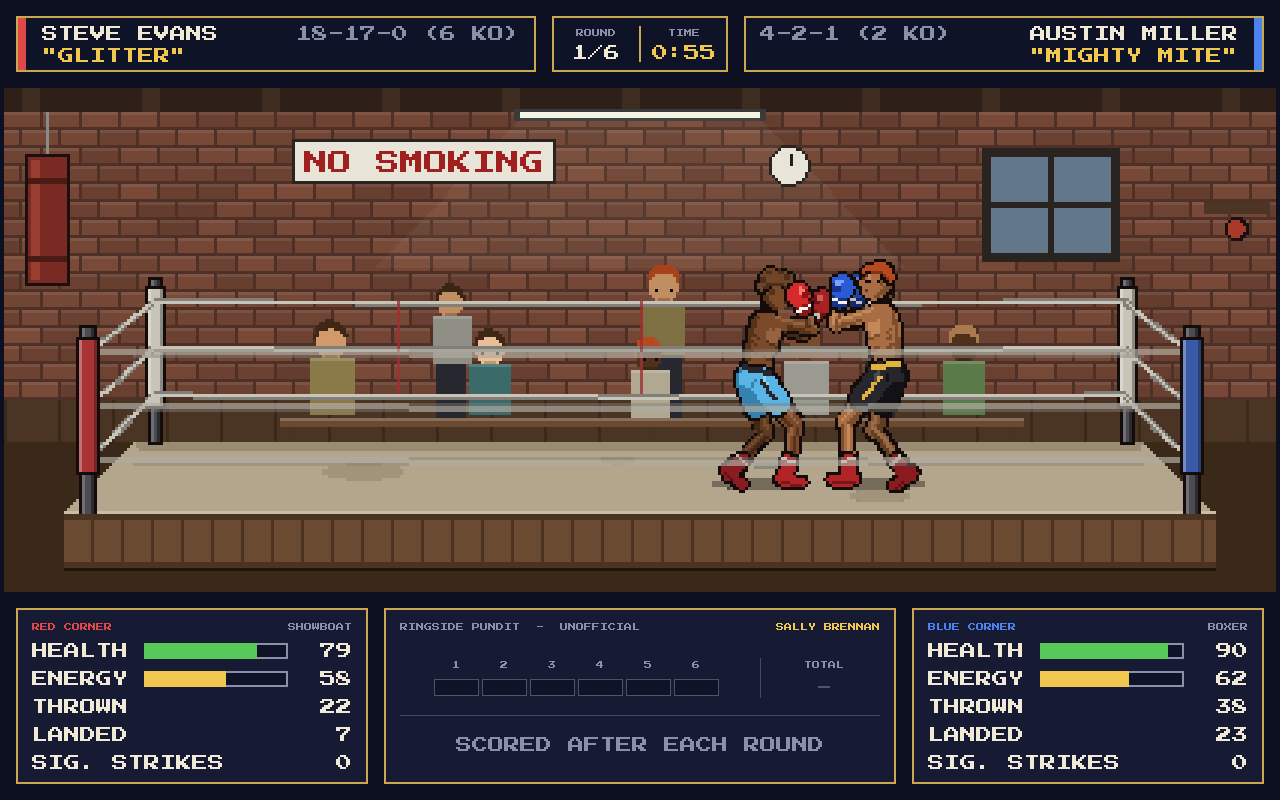 STEVE EVANS 18-17-0 (6 KO)
"GLITTER"
ROUND TIME
1/6 0:55
4-2-1 (2 KO) AUSTIN MILLER
"MIGHTY MITE"
NO SMOKING
RED CORNER SHOWBOAT
HEALTH 79
ENERGY 58
THROWN 22
LANDED 7
SIG. STRIKES 0
RINGSIDE PUNDIT - UNOFFICIAL SALLY BRENNAN
1 2 3 4 5 6 TOTAL
—
SCORED AFTER EACH ROUND
BLUE CORNER BOXER
HEALTH 90
ENERGY 62
THROWN 38
LANDED 23
SIG. STRIKES 0